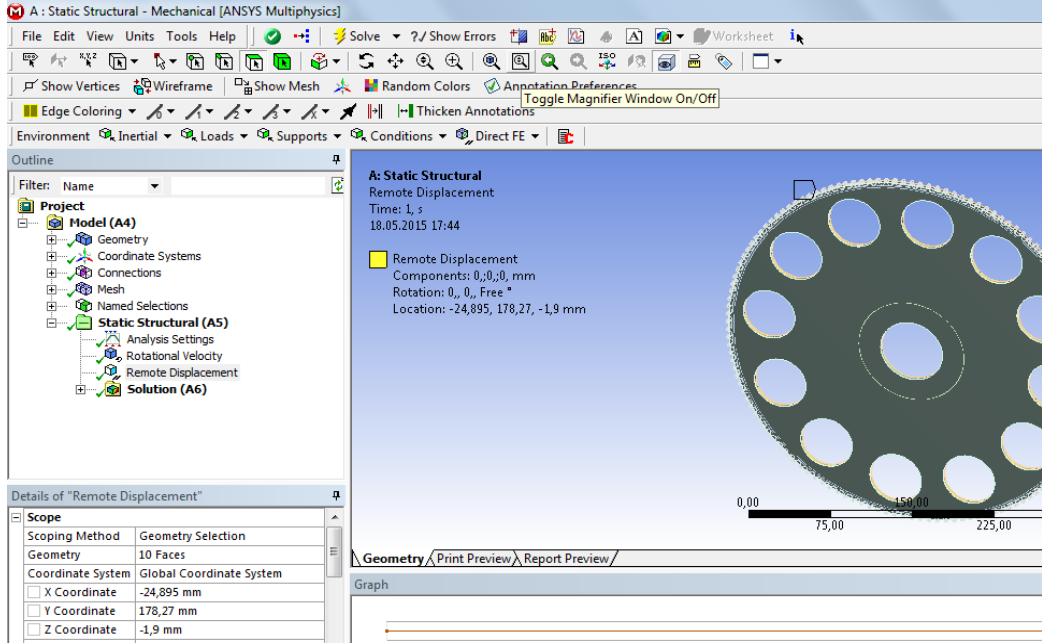 A : Static Structural - Mechanical [ANSYS Multiphysics]
File Edit View Units Tools Help Solve ?/ Show Errors Worksheet
Show Vertices Wireframe Show Mesh Random Colors Annotation Preferences
Toggle Magnifier Window On/Off
Edge Coloring Thicken Annotations
Environment Inertial Loads Supports Conditions Direct FE
Outline
Filter: Name
Project
Model (A4)
Geometry
Coordinate Systems
Connections
Mesh
Named Selections
Static Structural (A5)
Analysis Settings
Rotational Velocity
Remote Displacement
Solution (A6)
A: Static Structural
Remote Displacement
Time: 1, s
18.05.2015 17:44
Remote Displacement
Components: 0,;0,;0, mm
Rotation: 0,, 0,, Free °
Location: -24,895, 178,27, -1,9 mm
0,00 150,00
75,00 225,00
Geometry Print Preview Report Preview
Graph
Details of "Remote Displacement"
Scope
Scoping Method Geometry Selection
Geometry 10 Faces
Coordinate System Global Coordinate System
X Coordinate -24,895 mm
Y Coordinate 178,27 mm
Z Coordinate -1,9 mm